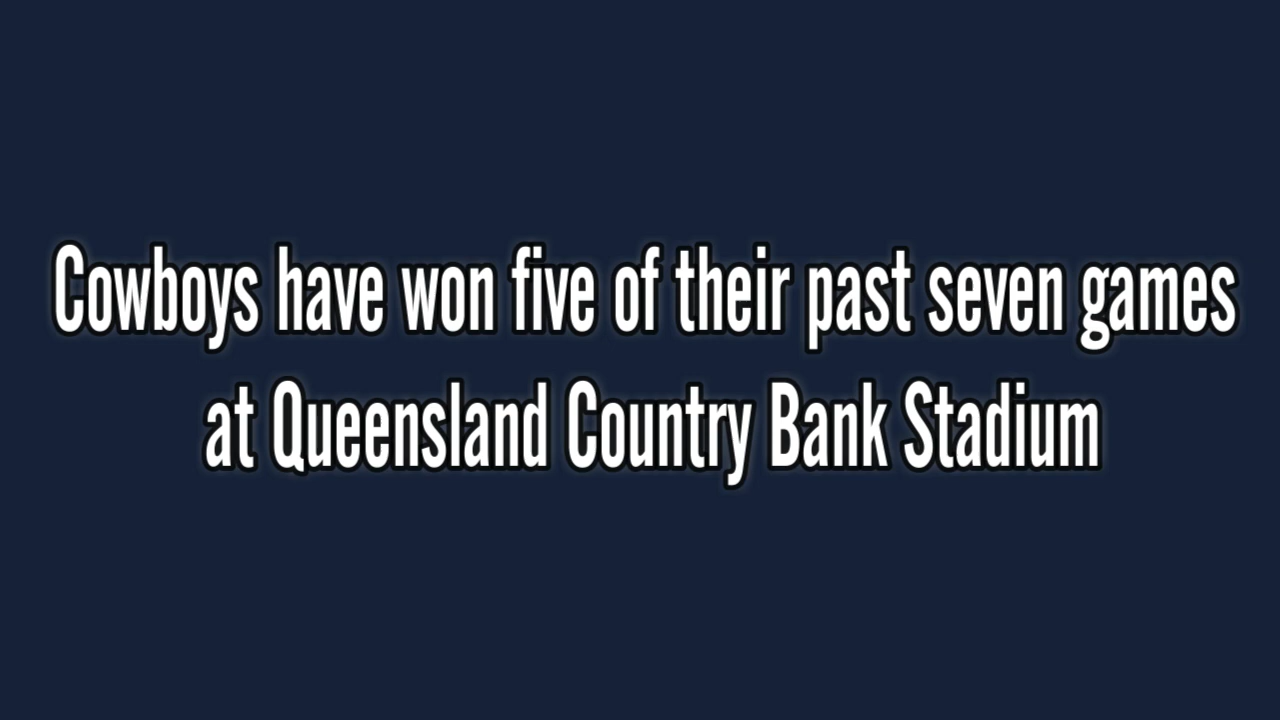 Cowboys have won five of their past seven games
at Queensland Country Bank Stadium